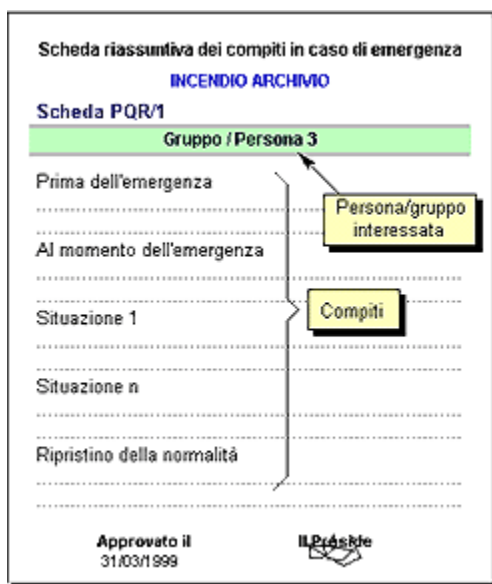 Scheda riassuntiva dei compiti in caso di emergenza
INCENDIO ARCHIVIO
Scheda PQR/1
Gruppo / Persona 3
Prima dell'emergenza
Persona/gruppo
interessata
Al momento dell'emergenza
Compiti
Situazione 1
Situazione n
Ripristino della normalità
Approvato il
31/03/1999
Il Preside